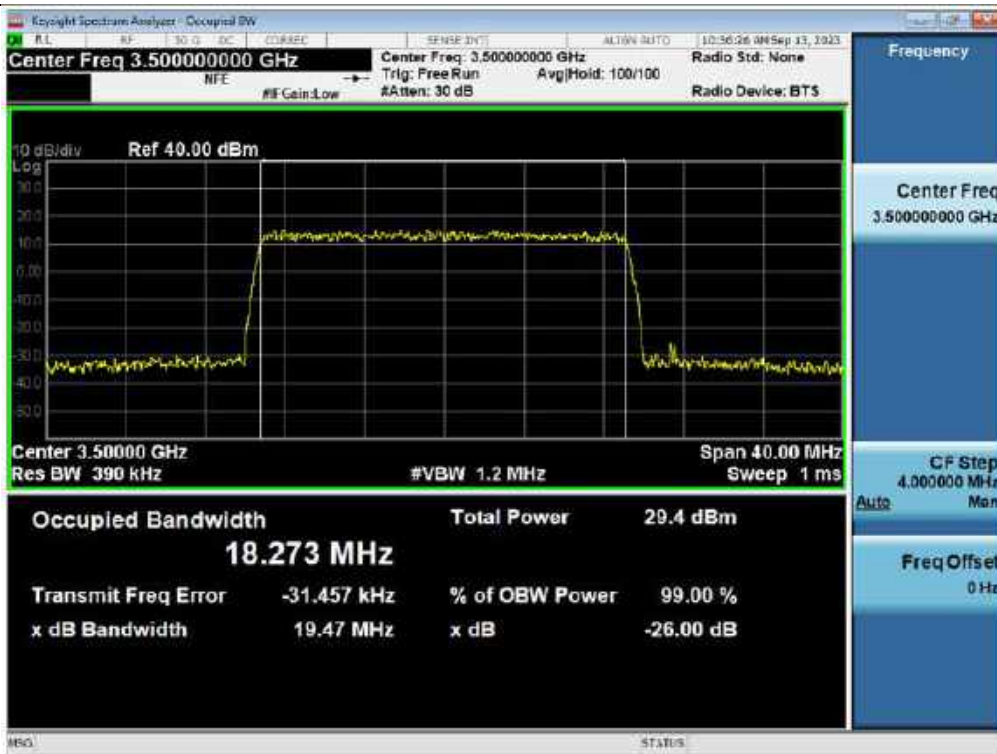 Keysight Spectrum Analyzer - Occupied BW
RL RF 50 Ω DC CORREC SENSE:INT ALIGN AUTO 10:36:26 AM Sep 13, 2023
Center Freq 3.500000000 GHz
NFE
#IFGain:Low
Center Freq: 3.500000000 GHz
Trig: Free Run Avg|Hold: 100/100
#Atten: 30 dB
Radio Std: None
Radio Device: BTS
Frequency
10 dB/div Ref 40.00 dBm
Log
30.0
20.0
10.0
0.00
-10.0
-20.0
-30.0
-40.0
-50.0
Center 3.50000 GHz Span 40.00 MHz
Res BW 390 kHz #VBW 1.2 MHz Sweep 1 ms
Occupied Bandwidth Total Power 29.4 dBm
18.273 MHz
Transmit Freq Error -31.457 kHz % of OBW Power 99.00 %
x dB Bandwidth 19.47 MHz x dB -26.00 dB
Center Freq
3.500000000 GHz
CF Step
4.000000 MHz
Auto Man
Freq Offset
0 Hz
MSG STATUS